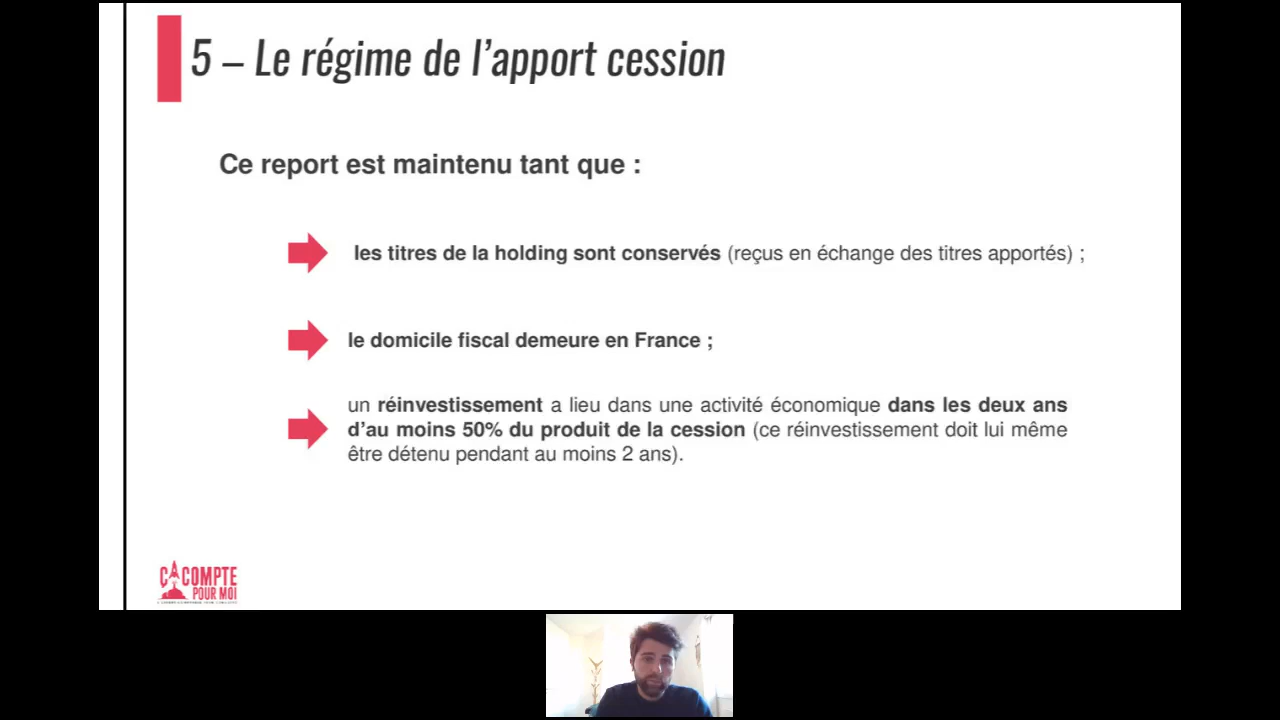 5 – Le régime de l’apport cession
Ce report est maintenu tant que :
les titres de la holding sont conservés (reçus en échange des titres apportés) ;
le domicile fiscal demeure en France ;
un réinvestissement a lieu dans une activité économique dans les deux ans
d’au moins 50% du produit de la cession (ce réinvestissement doit lui même
être détenu pendant au moins 2 ans).
ÇA COMPTE
POUR MOI